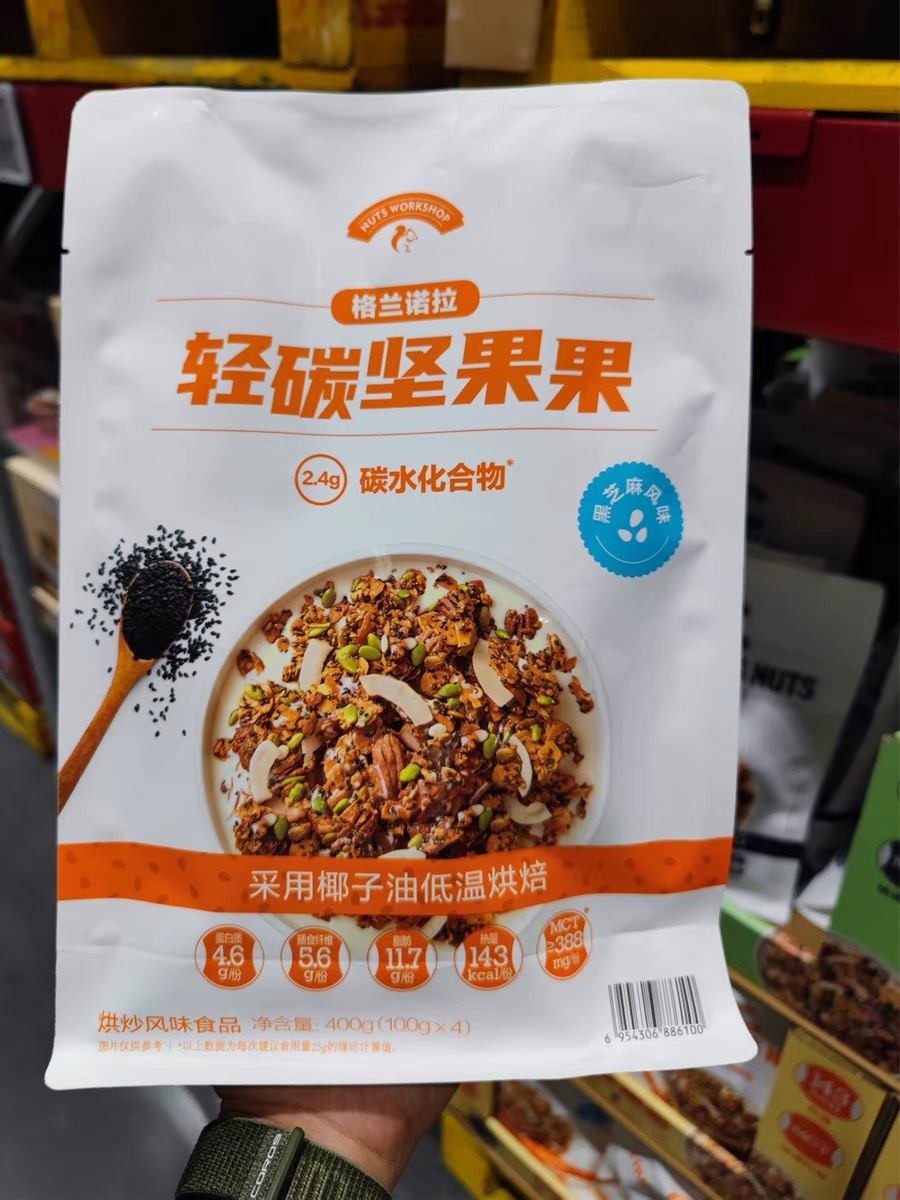 NUTS WORKSHOP
格兰诺拉
轻碳坚果果
2.4g 碳水化合物*
黑芝麻风味
采用椰子油低温烘焙
蛋白质
4.6
g/份
膳食纤维
5.6
g/份
脂肪
11.7
g/份
热量
143
kcal/份
MCT*
≥388
mg/份
烘炒风味食品 净含量: 400g(100g×4)
图片仅供参考 | *以上数据为每次建议食用量25g的理论计算值。
6 954306 886100
NUTS
COROS
143
MCT